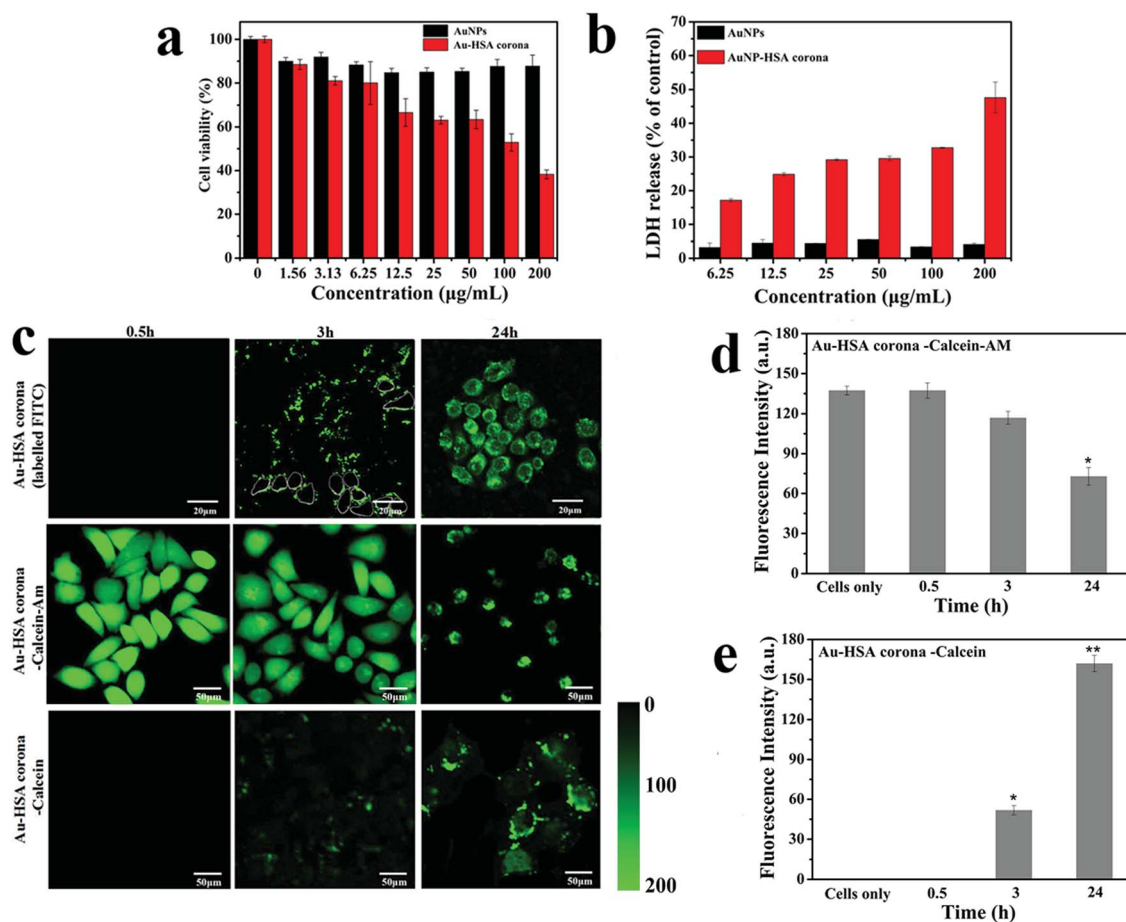 a
AuNPs
Au-HSA corona
Cell viability (%)
100
80
60
40
20
0
0 1.56 3.13 6.25 12.5 25 50 100 200
Concentration (μg/mL)
b
AuNPs
AuNP-HSA corona
LDH release (% of control)
70
60
50
40
30
20
10
0
6.25 12.5 25 50 100 200
Concentration (μg/mL)
c
0.5h 3h 24h
Au-HSA corona
(labelled FITC)
20μm 20μm 20μm
Au-HSA corona
-Calcein-Am
50μm 50μm 50μm
Au-HSA corona
-Calcein
50μm 50μm 50μm
0
100
200
d
Au-HSA corona -Calcein-AM
Fluorescence Intensity (a.u.)
180
150
120
90
60
30
0
*
Cells only 0.5 3 24
Time (h)
e
Au-HSA corona -Calcein
Fluorescence Intensity (a.u.)
180
150
120
90
60
30
0
* **
Cells only 0.5 3 24
Time (h)